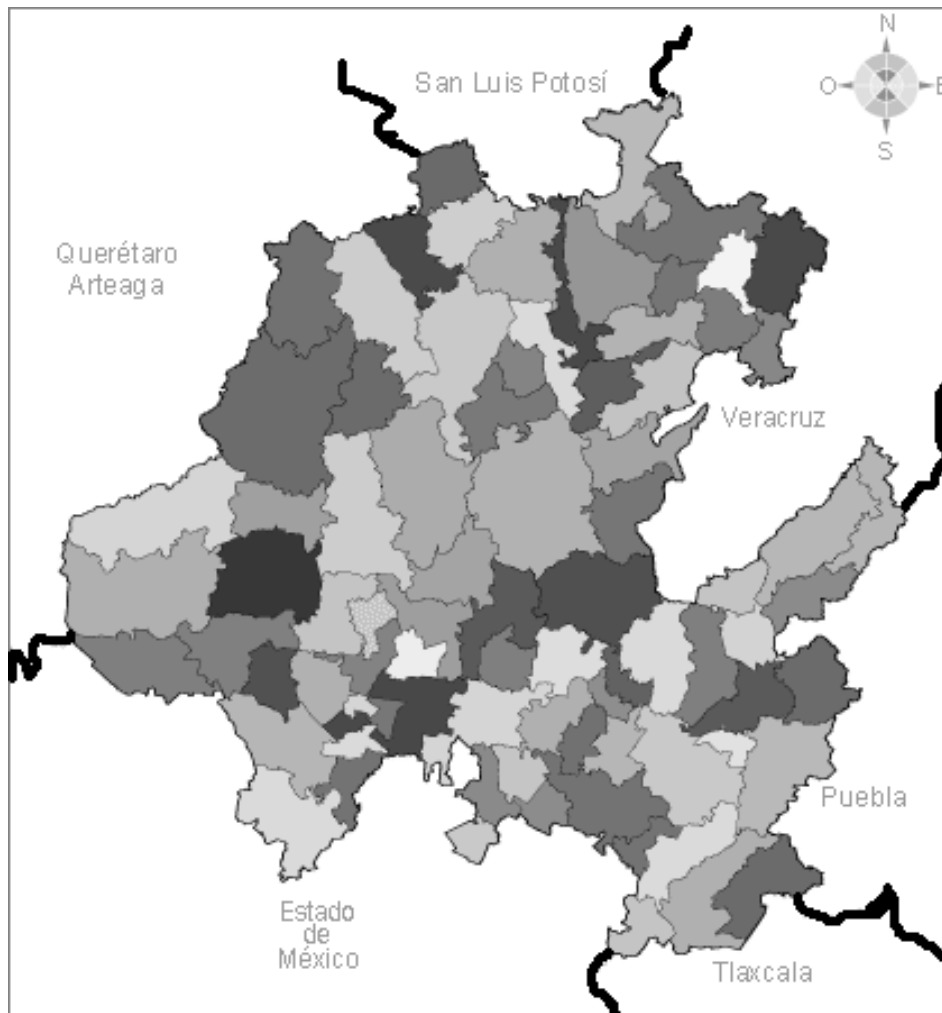 San Luis Potosí
N
O
E
S
Querétaro
Arteaga
Veracruz
Puebla
Estado
de
México
Tlaxcala